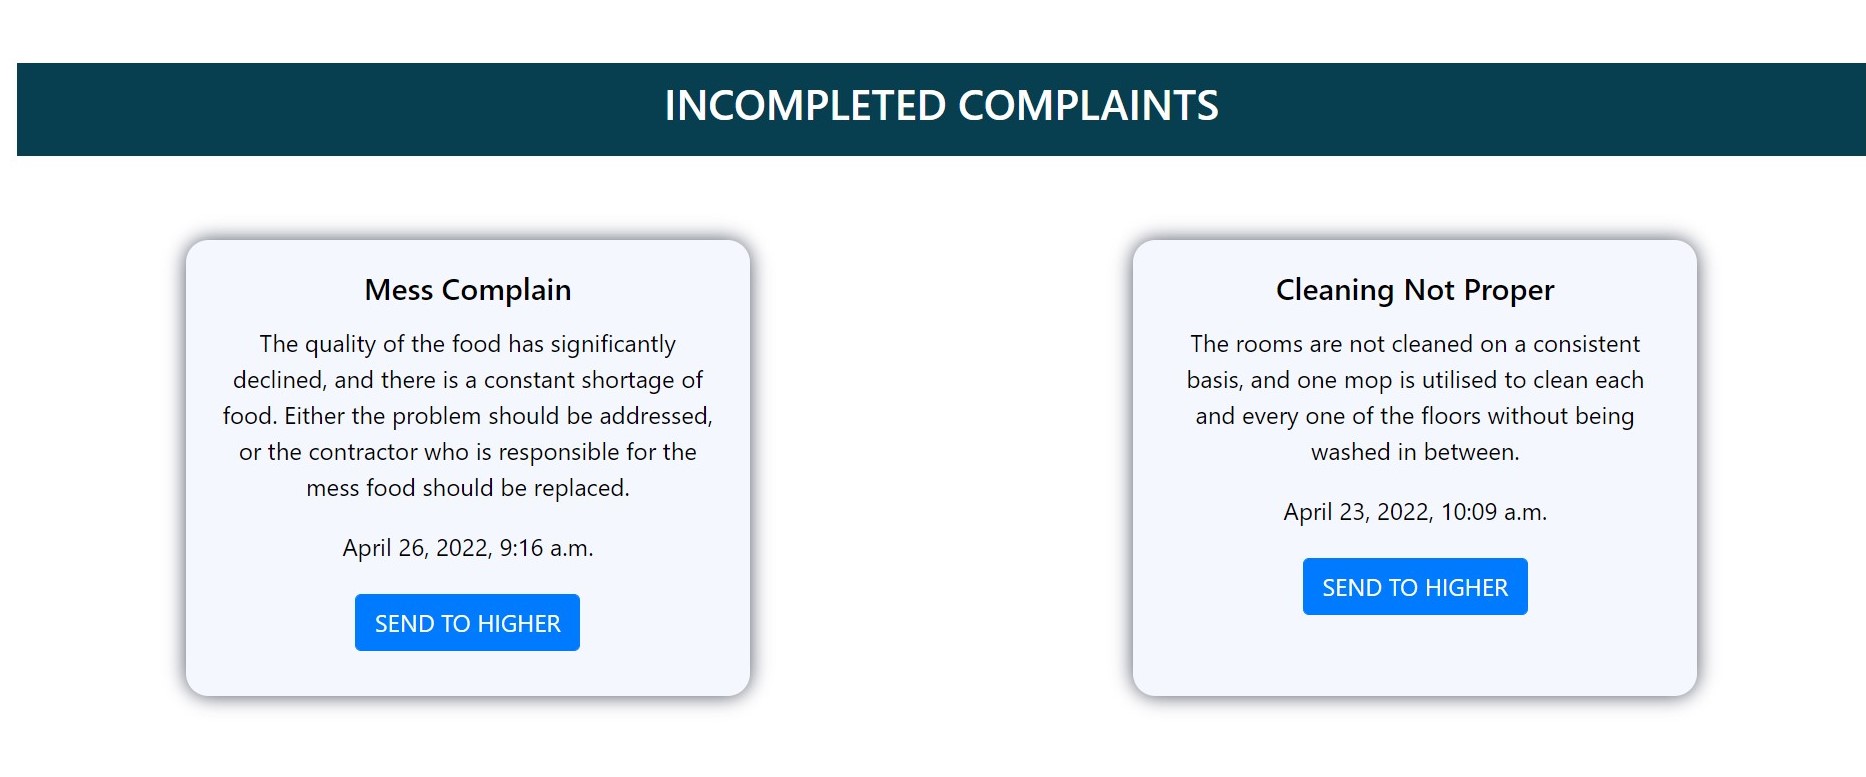 INCOMPLETED COMPLAINTS
Mess Complain
The quality of the food has significantly
declined, and there is a constant shortage of
food. Either the problem should be addressed,
or the contractor who is responsible for the
mess food should be replaced.
April 26, 2022, 9:16 a.m.
SEND TO HIGHER
Cleaning Not Proper
The rooms are not cleaned on a consistent
basis, and one mop is utilised to clean each
and every one of the floors without being
washed in between.
April 23, 2022, 10:09 a.m.
SEND TO HIGHER